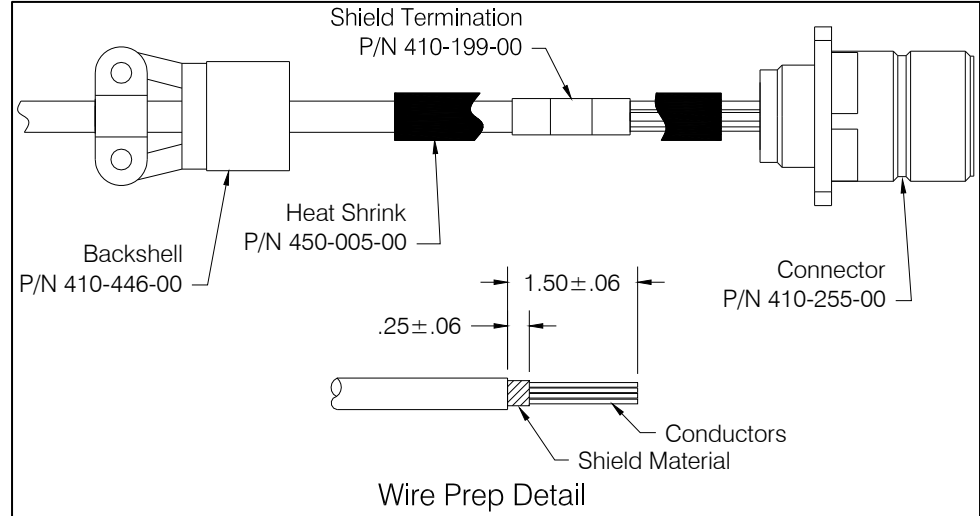 Shield Termination
P/N 410-199-00
Heat Shrink
P/N 450-005-00
Backshell
P/N 410-446-00
Connector
P/N 410-255-00
1.50±.06
.25±.06
Conductors
Shield Material
Wire Prep Detail